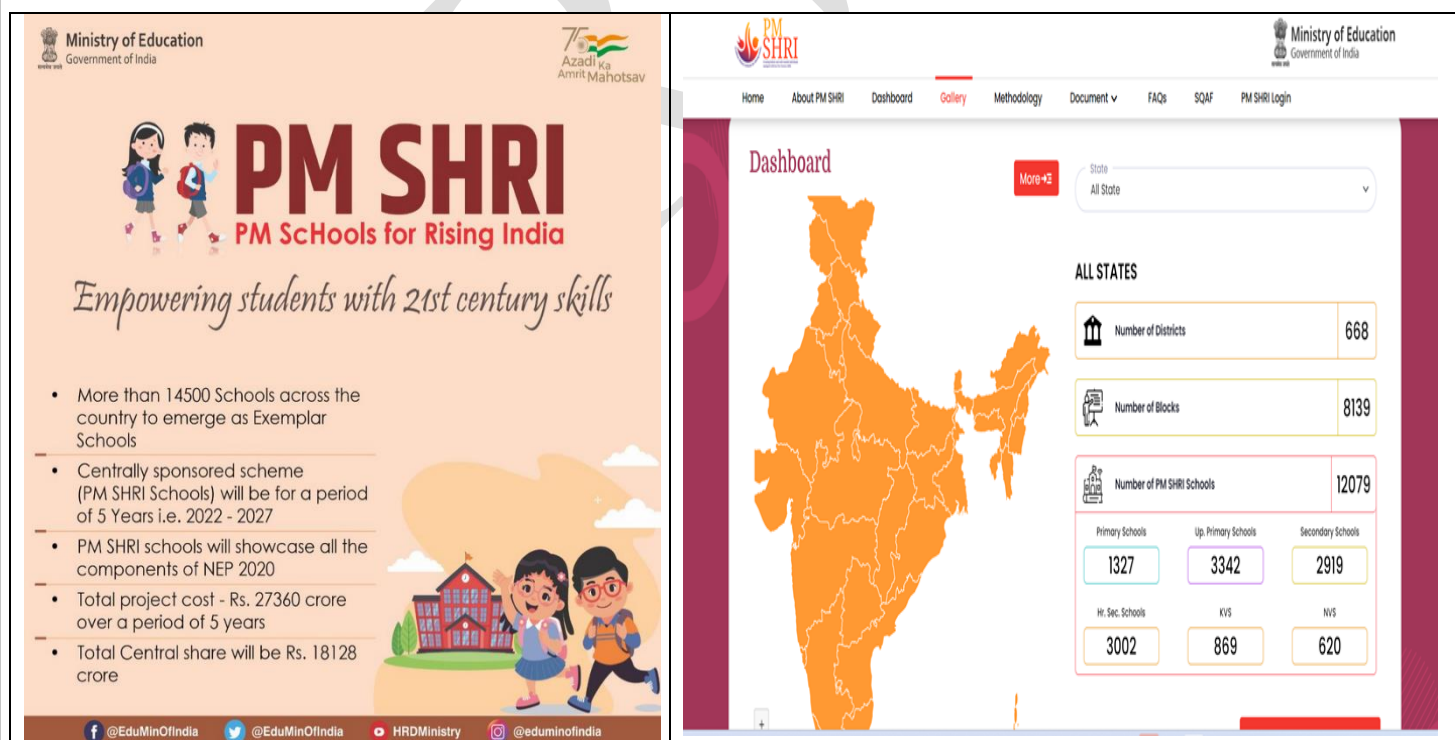 Ministry of Education
Government of India
75
Azadi Ka
Amrit Mahotsav
PM SHRI
PM ScHools for Rising India
Empowering students with 21st century skills
• More than 14500 Schools across the
country to emerge as Exemplar
Schools
• Centrally sponsored scheme
(PM SHRI Schools) will be for a period
of 5 Years i.e. 2022 - 2027
• PM SHRI schools will showcase all the
components of NEP 2020
• Total project cost - Rs. 27360 crore
over a period of 5 years
• Total Central share will be Rs. 18128
crore
@EduMinOfIndia @EduMinOfIndia HRDMinistry @eduminofindia
PM
SHRI
Ministry of Education
Government of India
Home About PM SHRI Dashboard Gallery Methodology Document FAQs SQAF PM SHRI Login
Dashboard
More
State
All State
ALL STATES
Number of Districts 668
Number of Blocks 8139
Number of PM SHRI Schools 12079
Primary Schools Up. Primary Schools Secondary Schools
1327 3342 2919
Hr. Sec. Schools KVS NVS
3002 869 620
+